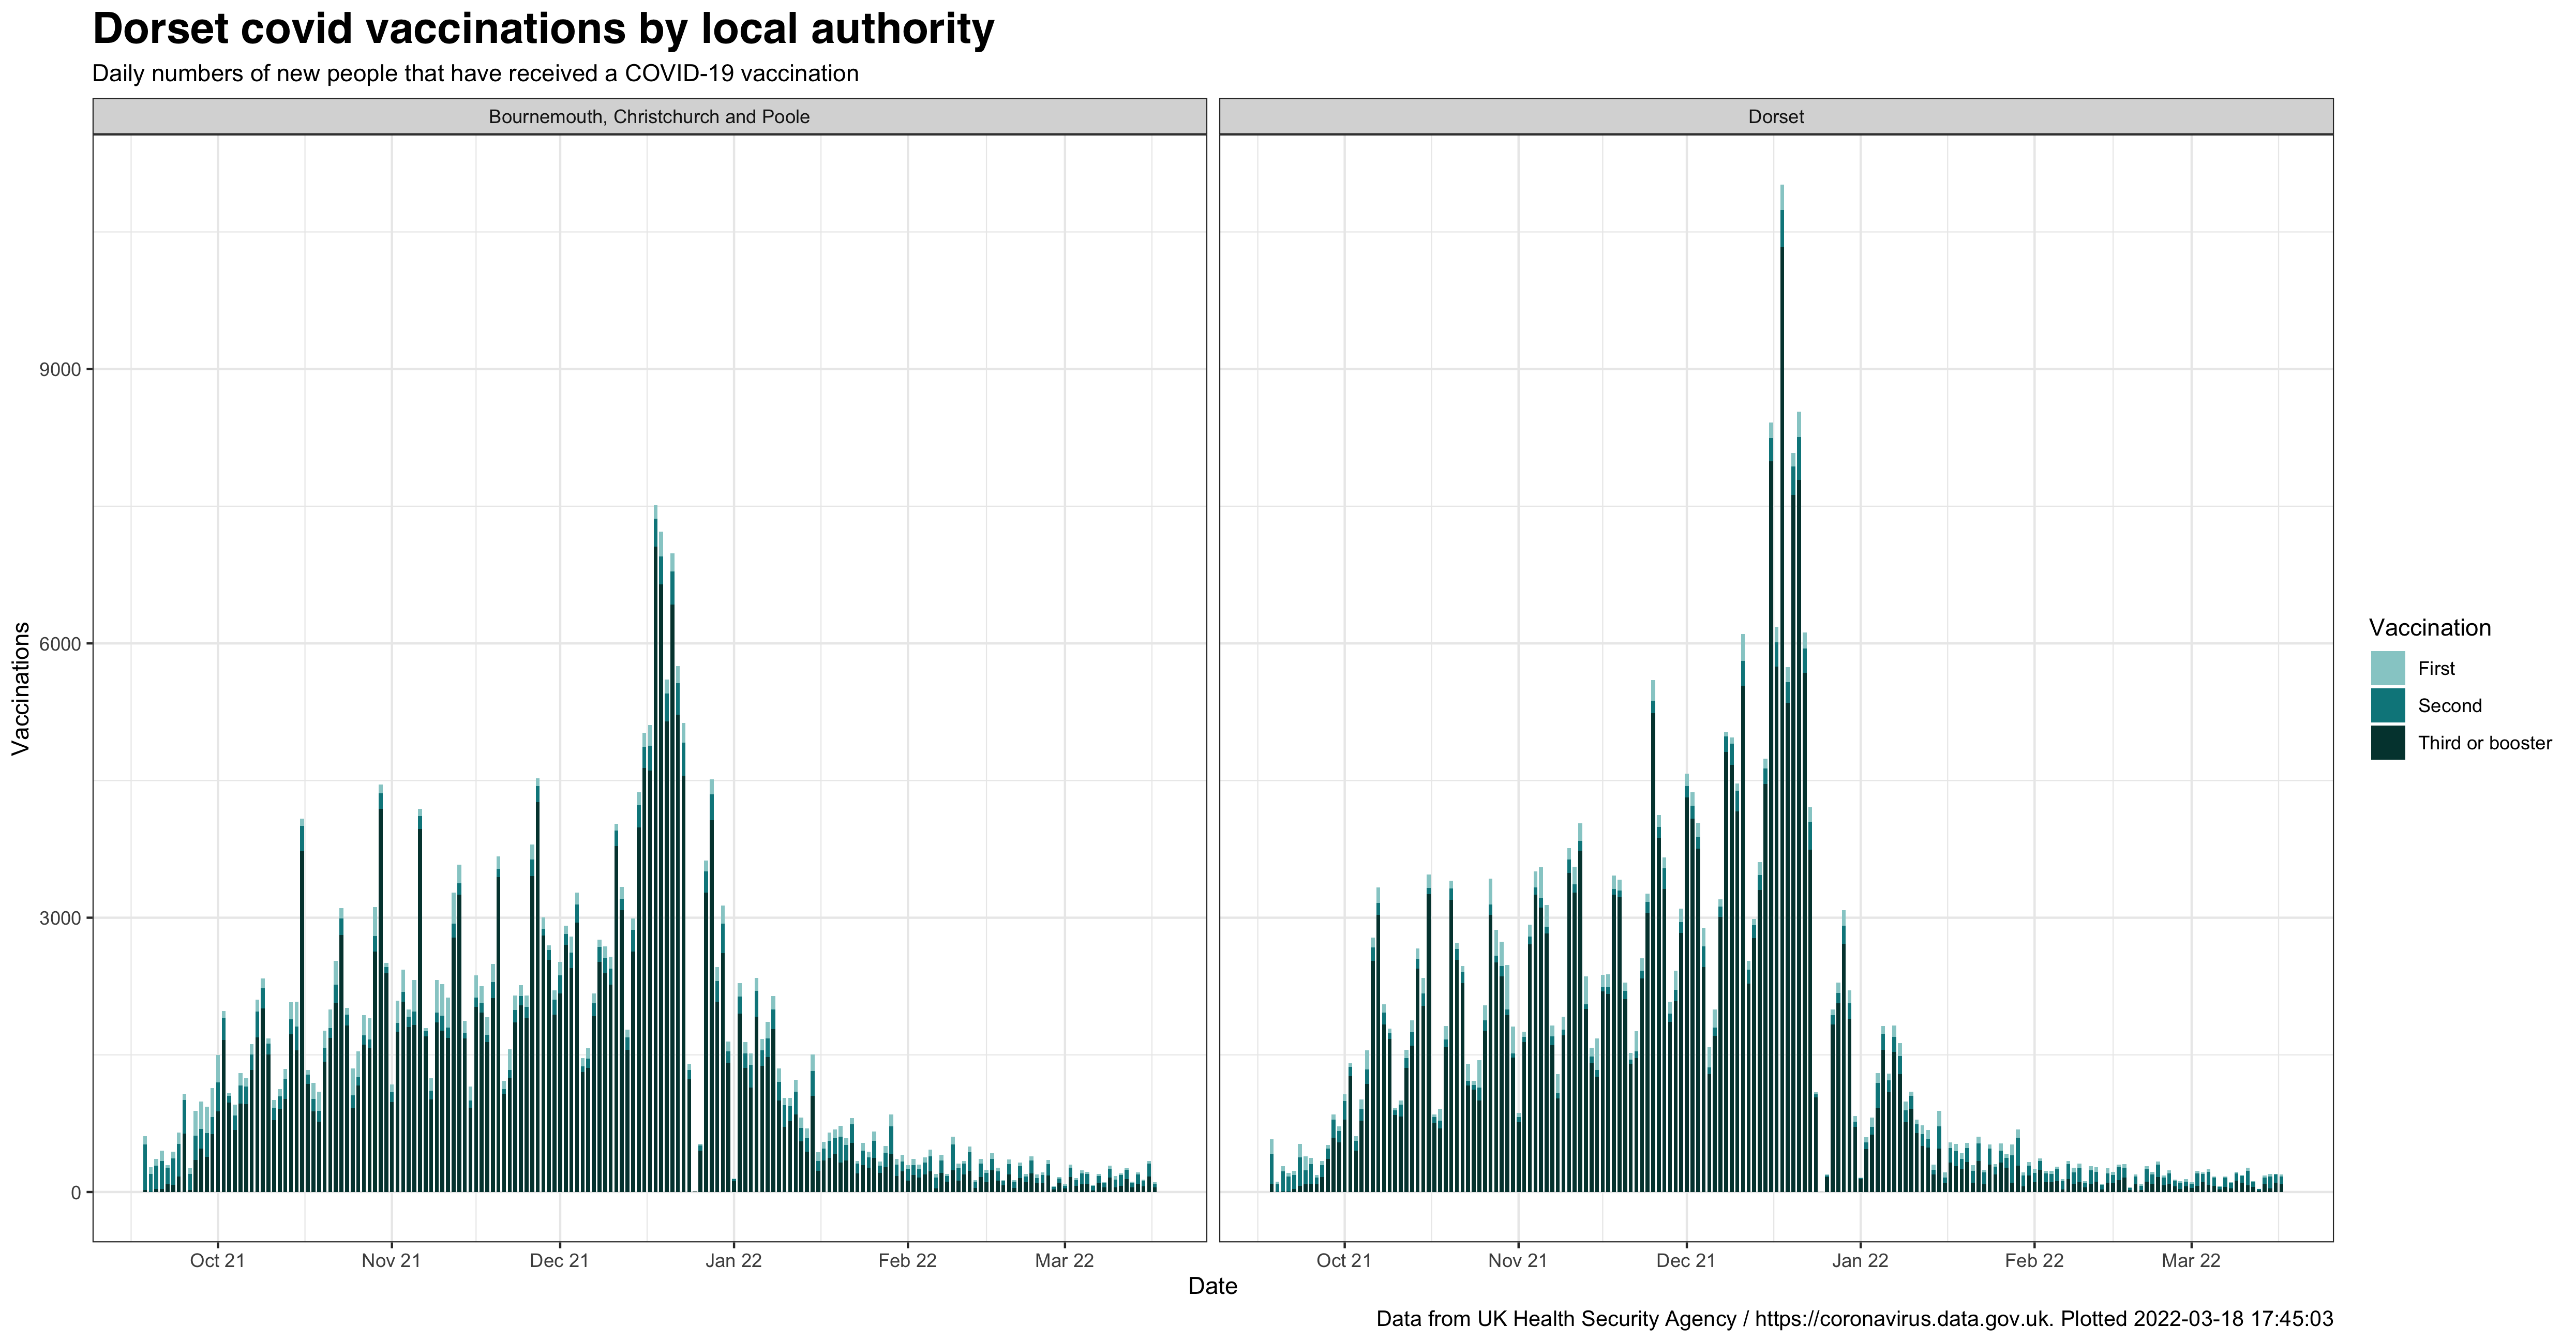 Dorset covid vaccinations by local authority
Daily numbers of new people that have received a COVID-19 vaccination
Bournemouth, Christchurch and Poole
Dorset
Vaccinations
9000
6000
3000
0
Oct 21
Nov 21
Dec 21
Jan 22
Feb 22
Mar 22
Oct 21
Nov 21
Dec 21
Jan 22
Feb 22
Mar 22
Date
Vaccination
First
Second
Third or booster
Data from UK Health Security Agency / https://coronavirus.data.gov.uk. Plotted 2022-03-18 17:45:03